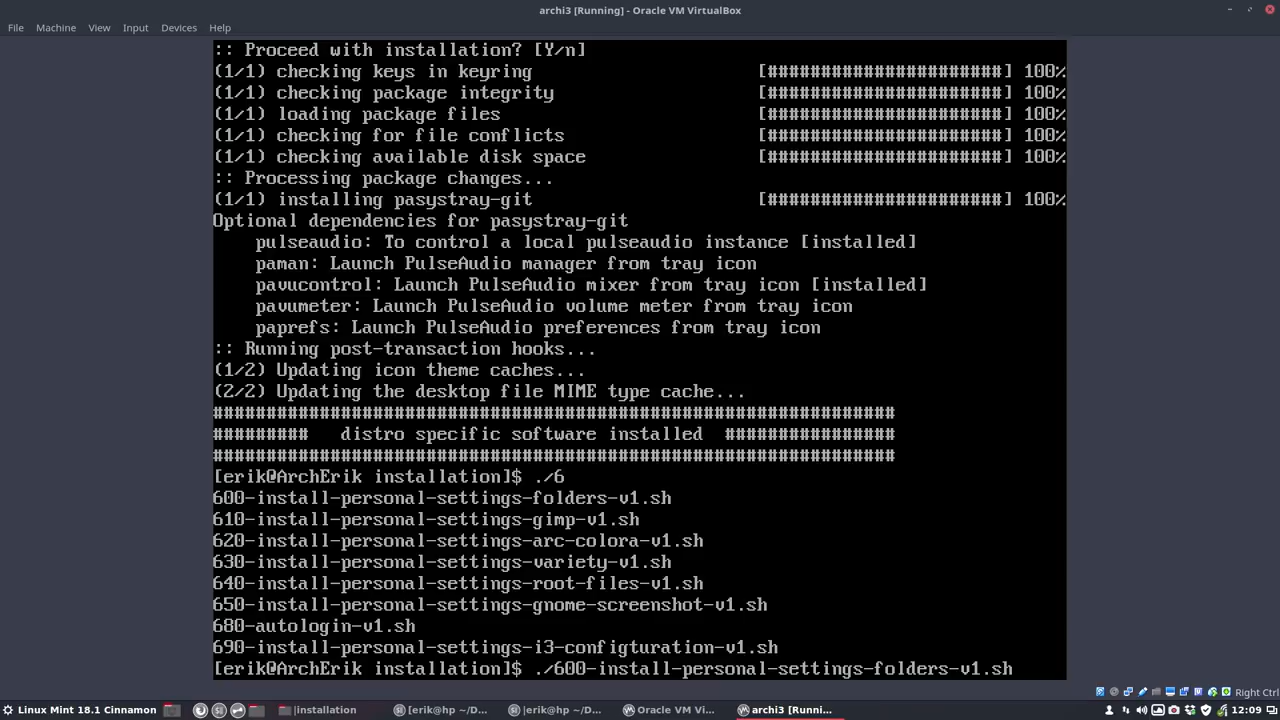 archi3 [Running] - Oracle VM VirtualBox
File Machine View Input Devices Help
:: Proceed with installation? [Y/n]
(1/1) checking keys in keyring [######################] 100%
(1/1) checking package integrity [######################] 100%
(1/1) loading package files [######################] 100%
(1/1) checking for file conflicts [######################] 100%
(1/1) checking available disk space [######################] 100%
:: Processing package changes...
(1/1) installing pasystray-git [######################] 100%
Optional dependencies for pasystray-git
pulseaudio: To control a local pulseaudio instance [installed]
paman: Launch PulseAudio manager from tray icon
pavucontrol: Launch PulseAudio mixer from tray icon [installed]
pavumeter: Launch PulseAudio volume meter from tray icon
paprefs: Launch PulseAudio preferences from tray icon
:: Running post-transaction hooks...
(1/2) Updating icon theme caches...
(2/2) Updating the desktop file MIME type cache...
################################################################
######### distro specific software installed ################
################################################################
[erik@ArchErik installation]$ ./6
600-install-personal-settings-folders-v1.sh
610-install-personal-settings-gimp-v1.sh
620-install-personal-settings-arc-colora-v1.sh
630-install-personal-settings-variety-v1.sh
640-install-personal-settings-root-files-v1.sh
650-install-personal-settings-gnome-screenshot-v1.sh
680-autologin-v1.sh
690-install-personal-settings-i3-configturation-v1.sh
[erik@ArchErik installation]$ ./600-install-personal-settings-folders-v1.sh
Right Ctrl
Linux Mint 18.1 Cinnamon |installation [erik@hp ~/D... |erik@hp ~/D... Oracle VM Vi... archi3 [Runni... 12:09